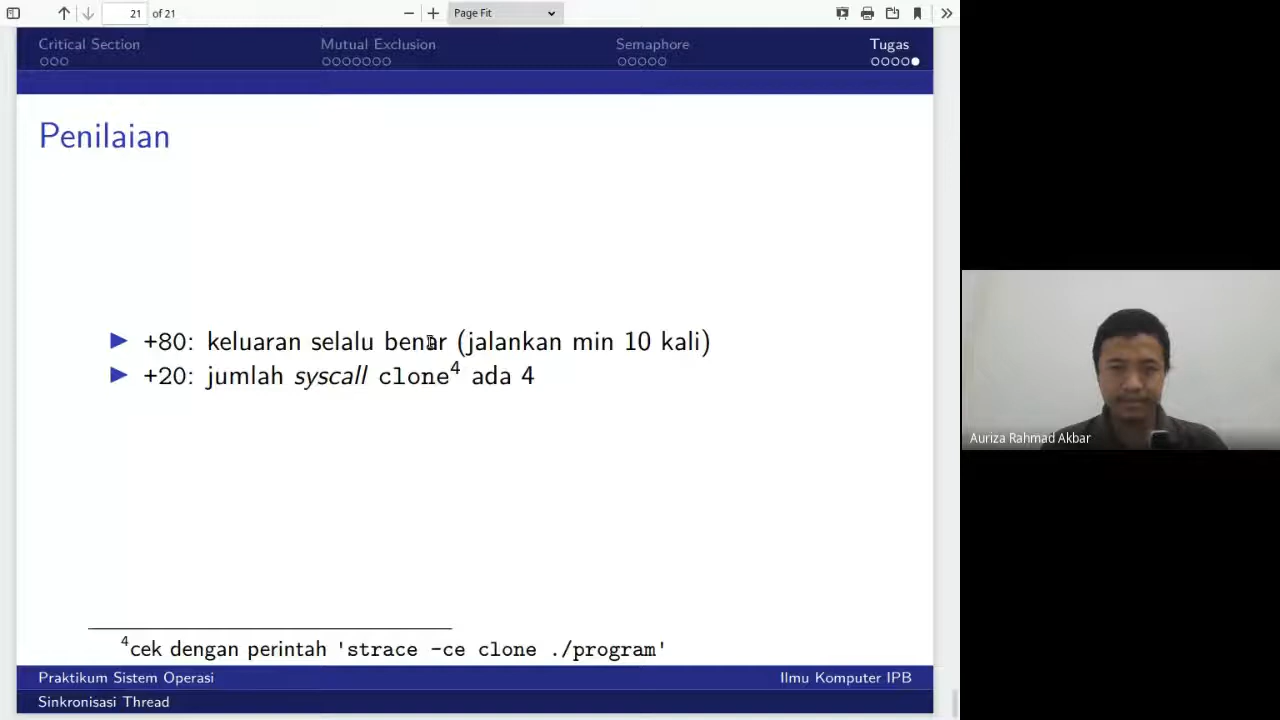 21 of 21
Page Fit
Critical Section
Mutual Exclusion
Semaphore
Tugas
Penilaian
+80: keluaran selalu benar (jalankan min 10 kali)
+20: jumlah syscall clone4 ada 4
4cek dengan perintah 'strace -ce clone ./program'
Praktikum Sistem Operasi
Ilmu Komputer IPB
Sinkronisasi Thread
Auriza Rahmad Akbar